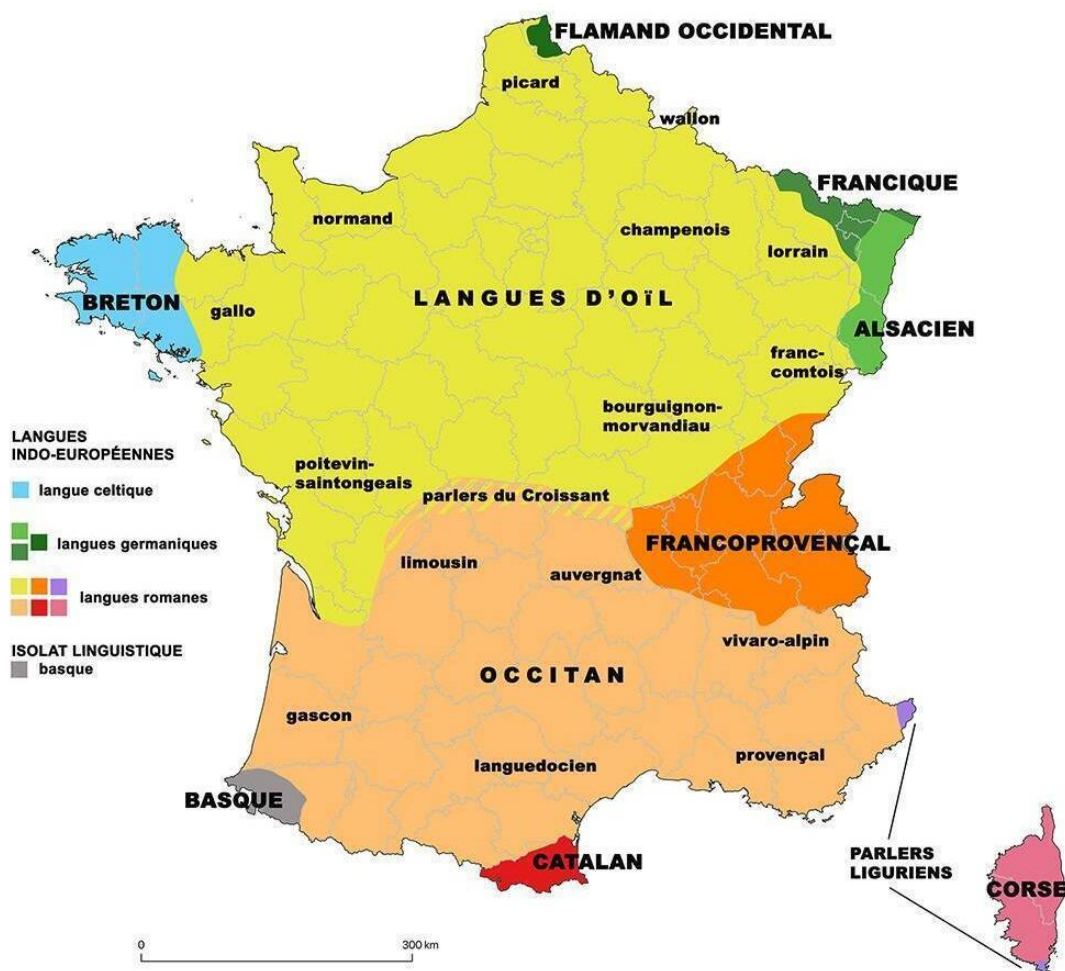 FLAMAND OCCIDENTAL
picard
wallon
FRANCIQUE
normand
champenois
lorrain
BRETON
gallo
LANGUES D'OïL
ALSACIEN
franc-
comtois
bourguignon-
morvandiau
LANGUES
INDO-EUROPÉENNES
langue celtique
langues germaniques
langues romanes
ISOLAT LINGUISTIQUE
basque
poitevin-
saintongeais
parlers du Croissant
FRANCOPROVENÇAL
limousin
auvergnat
vivaro-alpin
OCCITAN
gascon
provençal
languedocien
BASQUE
CATALAN
PARLERS
LIGURIENS
CORSE
0
300 km